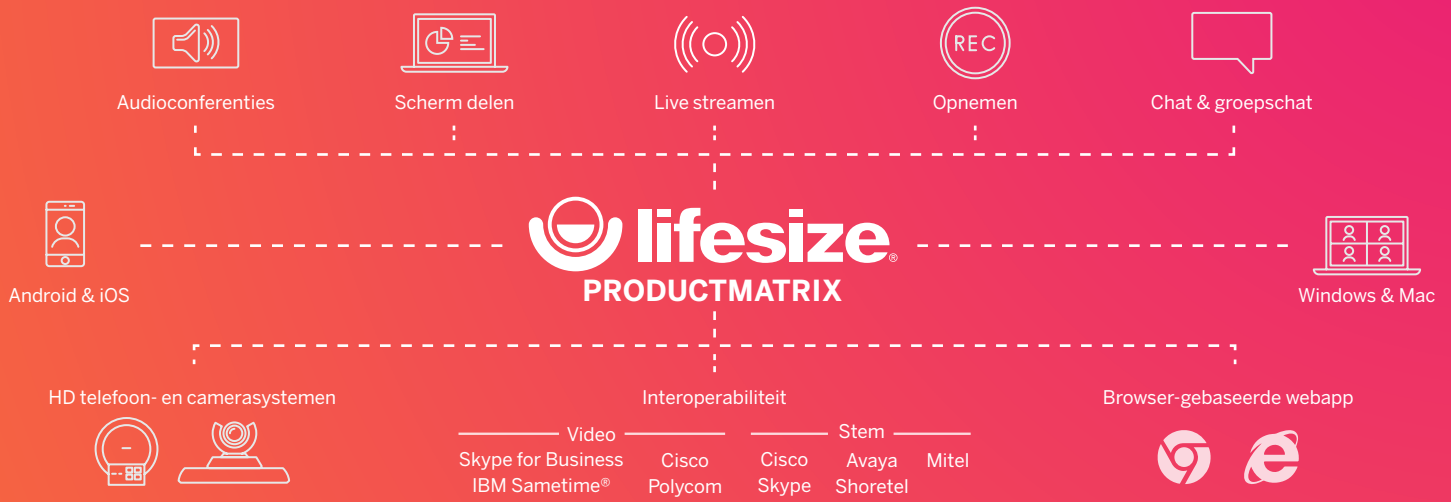 REC
Audioconferenties
Scherm delen
Live streamen
Opnemen
Chat & groepschat
lifesize®
PRODUCTMATRIX
Android & iOS
Windows & Mac
HD telefoon- en camerasystemen
Interoperabiliteit
Browser-gebaseerde webapp
Video
Skype for Business
Cisco
IBM Sametime®
Polycom
Stem
Cisco
Avaya
Mitel
Skype
Shoretel